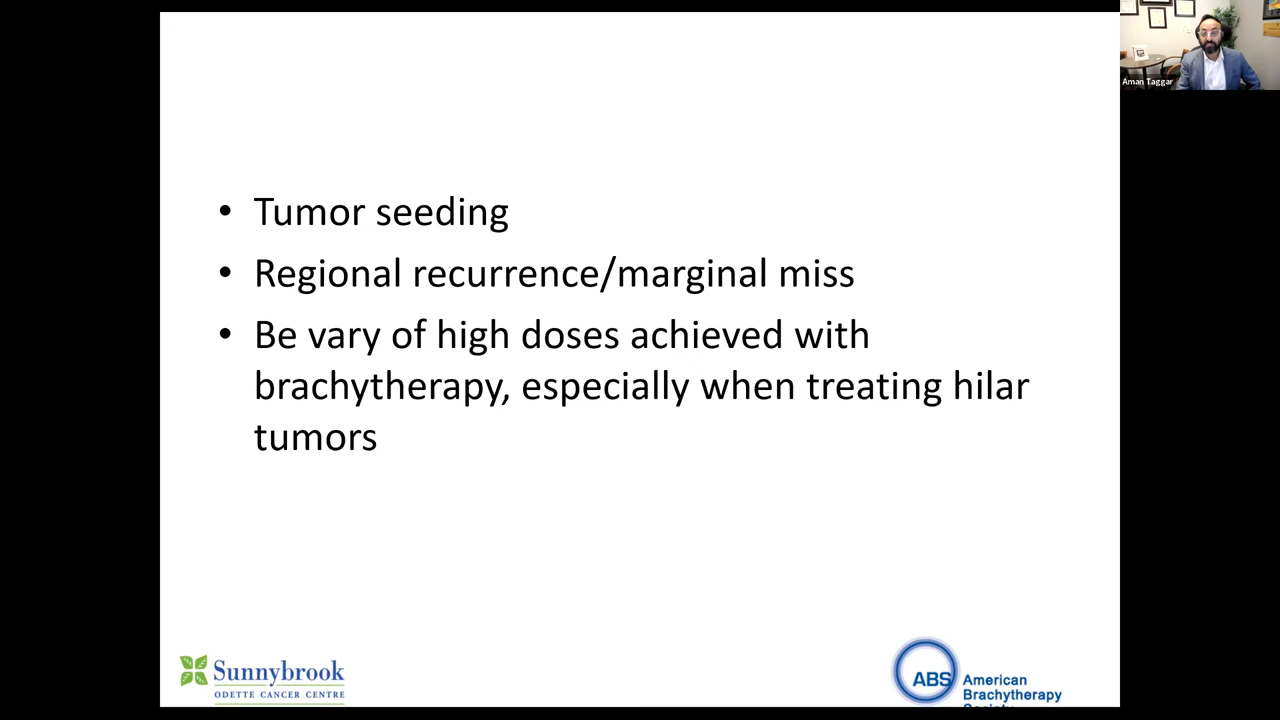 Aman Taggar
• Tumor seeding
• Regional recurrence/marginal miss
• Be vary of high doses achieved with
brachytherapy, especially when treating hilar
tumors
Sunnybrook
ODETTE CANCER CENTRE
ABS
American
Brachytherapy
Society